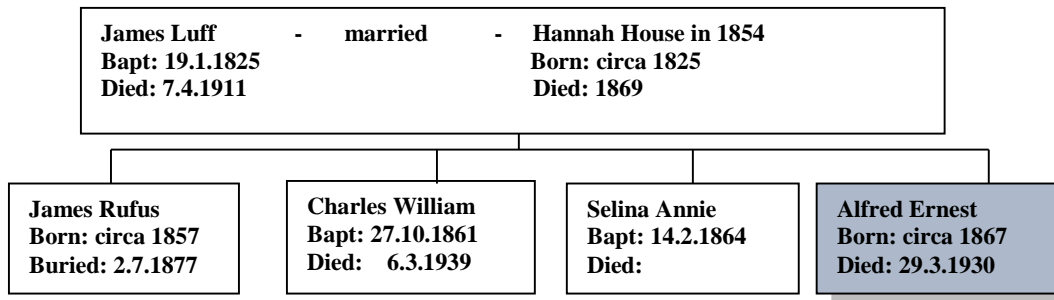 James Luff - married - Hannah House in 1854
Bapt: 19.1.1825 Born: circa 1825
Died: 7.4.1911 Died: 1869
James Rufus
Born: circa 1857
Buried: 2.7.1877
Charles William
Bapt: 27.10.1861
Died: 6.3.1939
Selina Annie
Bapt: 14.2.1864
Died:
Alfred Ernest
Born: circa 1867
Died: 29.3.1930